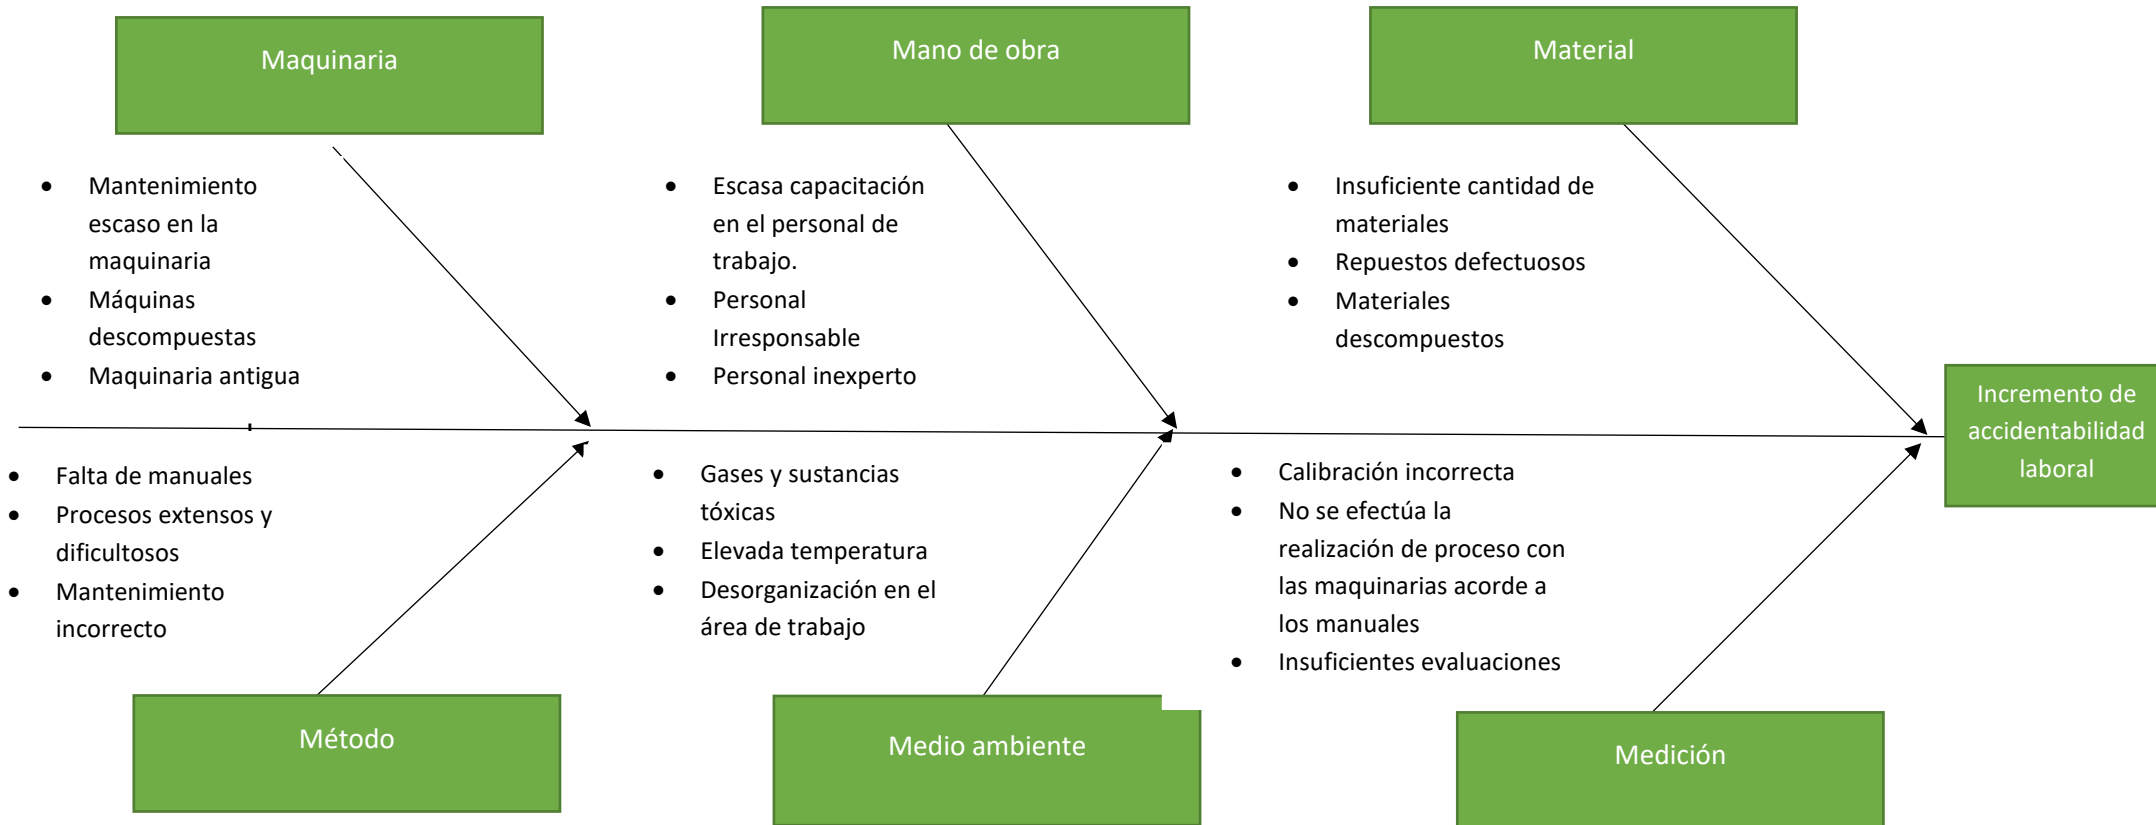 Maquinaria
Mano de obra
Material
• Mantenimiento
escaso en la
maquinaria
• Máquinas
descompuestas
• Maquinaria antigua
• Escasa capacitación
en el personal de
trabajo.
• Personal
Irresponsable
• Personal inexperto
• Insuficiente cantidad de
materiales
• Repuestos defectuosos
• Materiales
descompuestos
Incremento de
accidentabilidad
laboral
• Falta de manuales
• Procesos extensos y
dificultosos
• Mantenimiento
incorrecto
• Gases y sustancias
tóxicas
• Elevada temperatura
• Desorganización en el
área de trabajo
• Calibración incorrecta
• No se efectúa la
realización de proceso con
las maquinarias acorde a
los manuales
• Insuficientes evaluaciones
Método
Medio ambiente
Medición